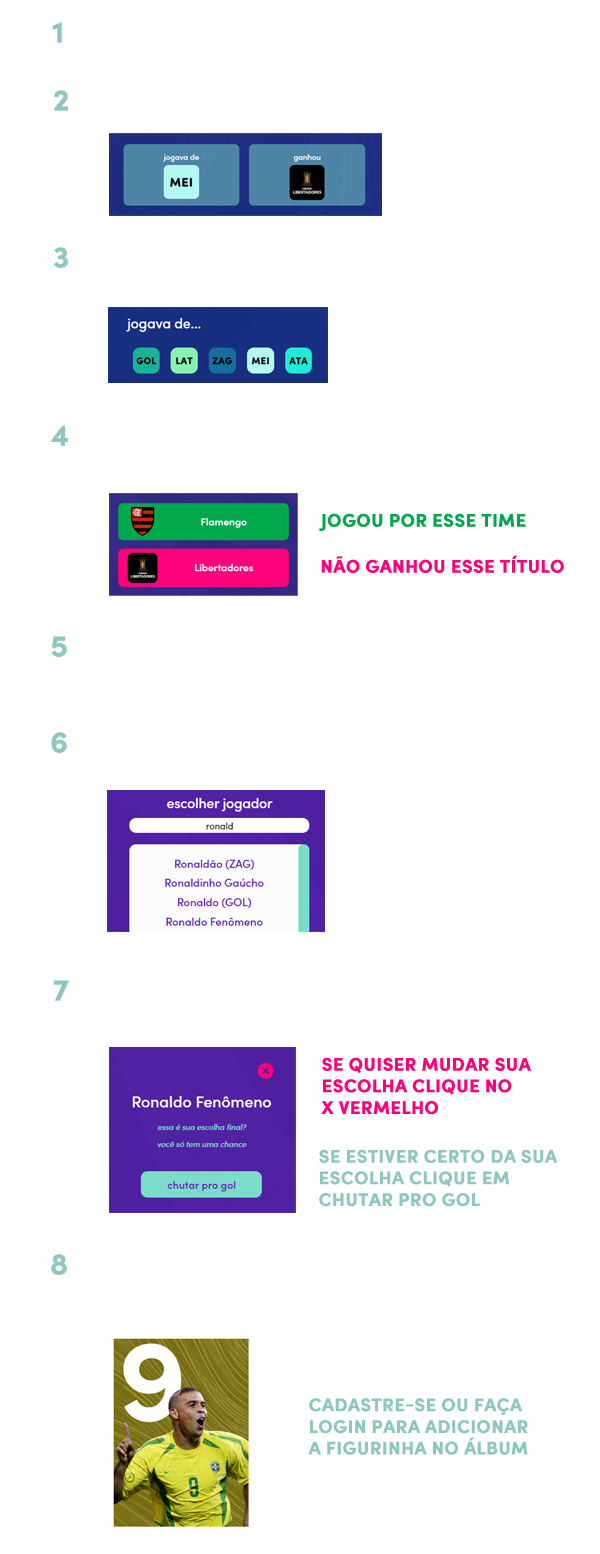 1
2
jogava de
MEI
ganhou
LIBERTADORES
3
jogava de...
GOL LAT ZAG MEI ATA
4
Flamengo
JOGOU POR ESSE TIME
LIBERTADORES
Libertadores
NÃO GANHOU ESSE TÍTULO
5
6
escolher jogador
ronald
Ronaldão (ZAG)
Ronaldinho Gaúcho
Ronaldo (GOL)
Ronaldo Fenômeno
7
Ronaldo Fenômeno
essa é sua escolha final?
você só tem uma chance
chutar pro gol
SE QUISER MUDAR SUA
ESCOLHA CLIQUE NO
X VERMELHO
SE ESTIVER CERTO DA SUA
ESCOLHA CLIQUE EM
CHUTAR PRO GOL
8
9
9
CADASTRE-SE OU FAÇA
LOGIN PARA ADICIONAR
A FIGURINHA NO ÁLBUM